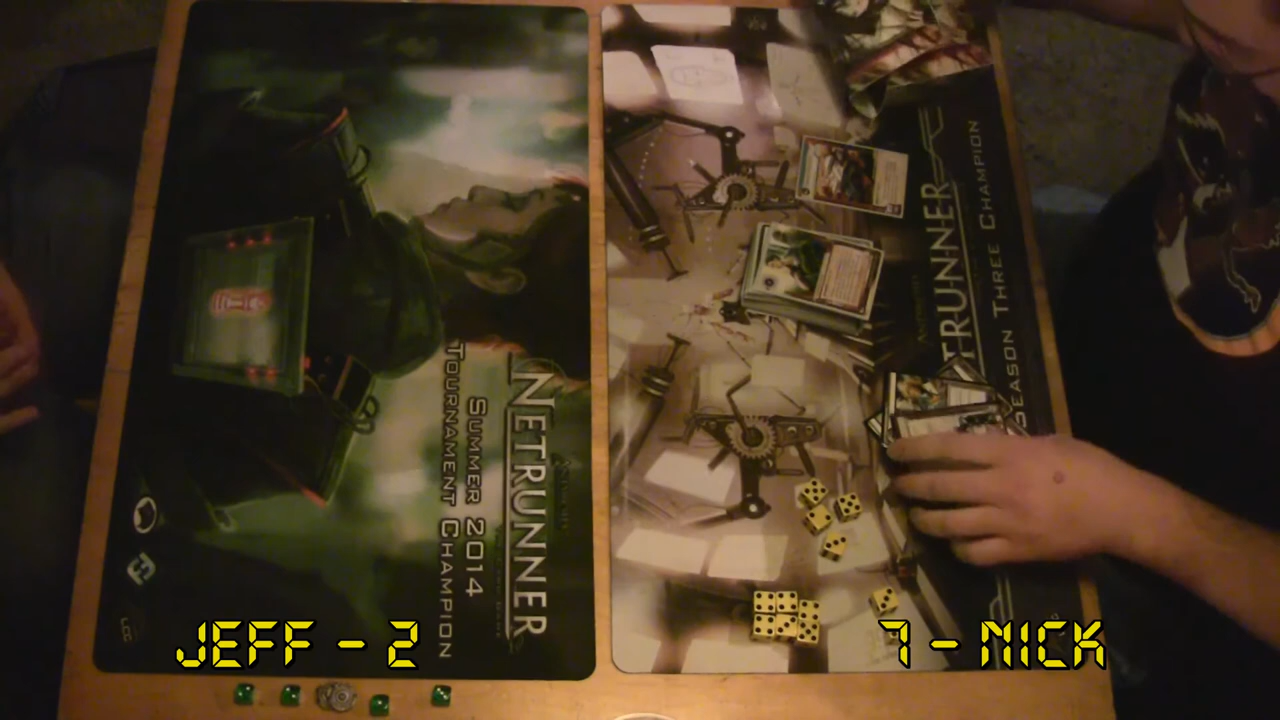 NETRUNNER
SUMMER 2014
TOURNAMENT CHAMPION
NETRUNNER
SEASON THREE CHAMPION
JEFF - 2
7 - NICK